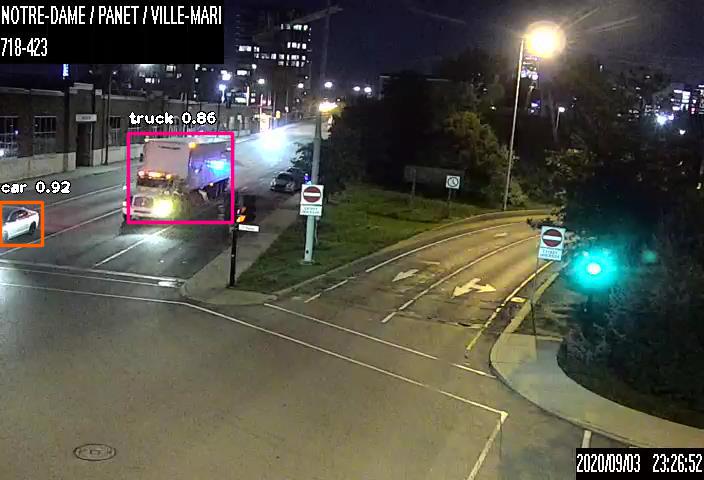 NOTRE-DAME / PANET / VILLE-MARI
718-423
truck 0.86
car 0.92
2020/09/03 23:26:52